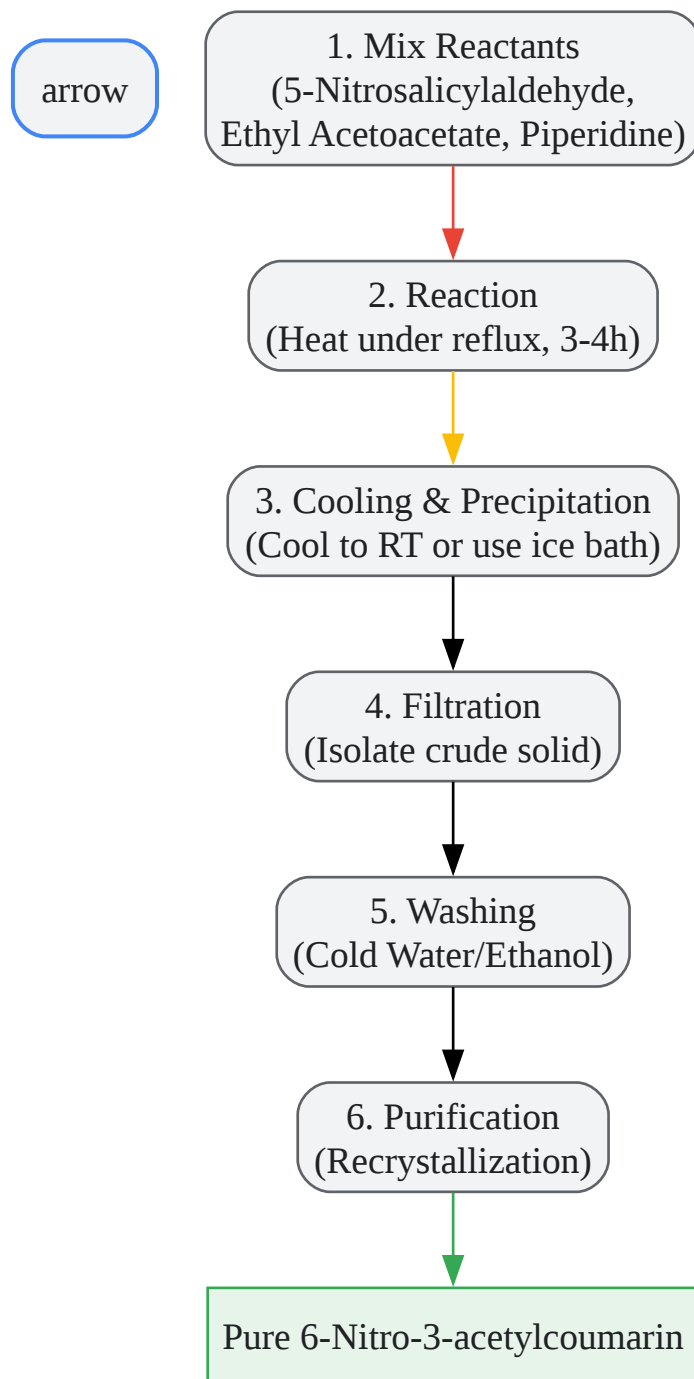 arrow
1. Mix Reactants
(5-Nitrosalicylaldehyde,
Ethyl Acetoacetate, Piperidine)
2. Reaction
(Heat under reflux, 3-4h)
3. Cooling & Precipitation
(Cool to RT or use ice bath)
4. Filtration
(Isolate crude solid)
5. Washing
(Cold Water/Ethanol)
6. Purification
(Recrystallization)
Pure 6-Nitro-3-acetylcoumarin